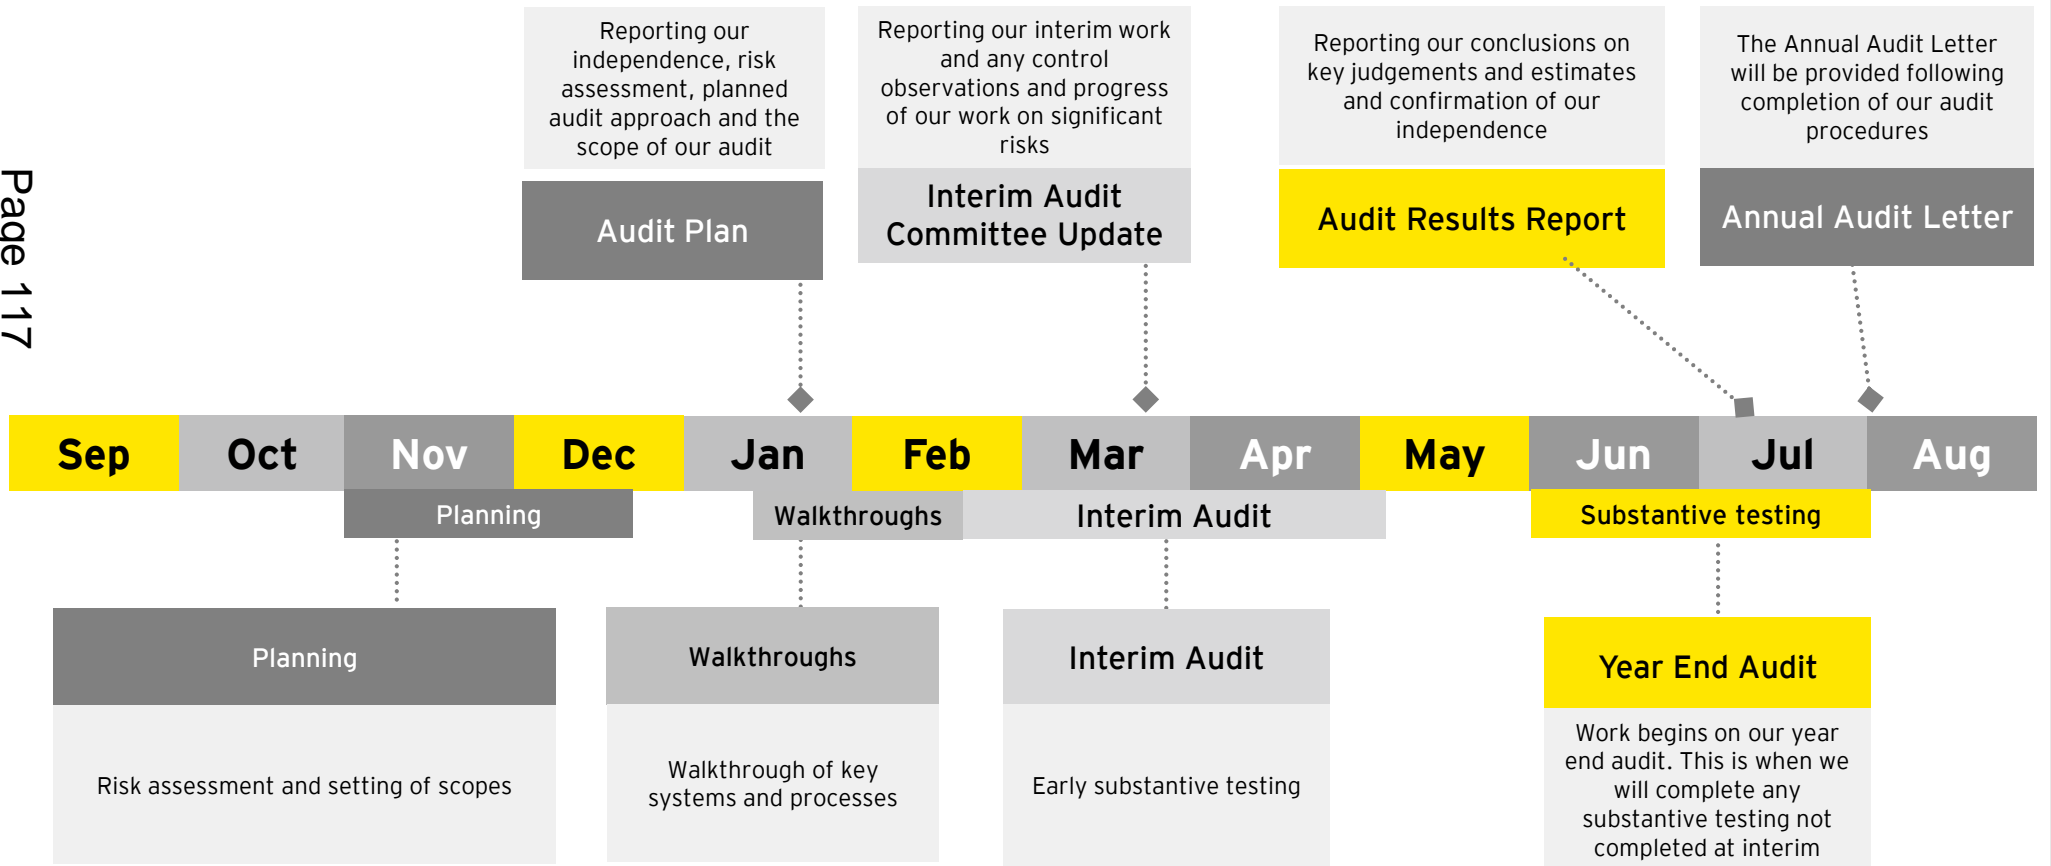 Page 117
Reporting our
independence, risk
assessment, planned
audit approach and the
scope of our audit
Audit Plan
Reporting our interim work
and any control
observations and progress
of our work on significant
risks
Interim Audit
Committee Update
Reporting our conclusions on
key judgements and estimates
and confirmation of our
independence
Audit Results Report
The Annual Audit Letter
will be provided following
completion of our audit
procedures
Annual Audit Letter
Sep Oct Nov Dec Jan Feb Mar Apr May Jun Jul Aug
Planning Walkthroughs Interim Audit Substantive testing
Planning
Risk assessment and setting of scopes
Walkthroughs
Walkthrough of key
systems and processes
Interim Audit
Early substantive testing
Year End Audit
Work begins on our year
end audit. This is when we
will complete any
substantive testing not
completed at interim